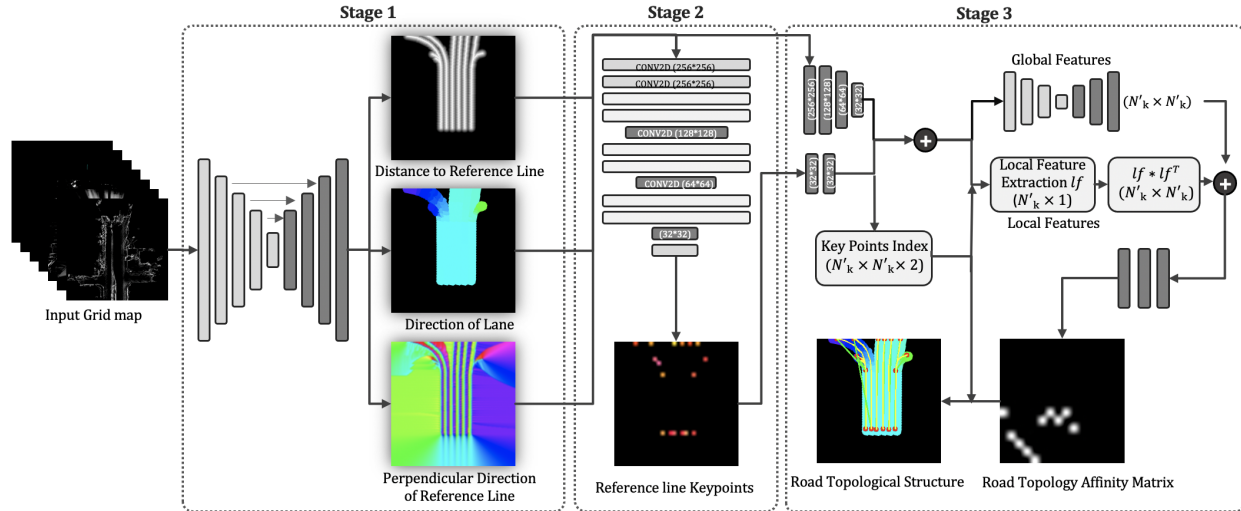 Stage 1
Stage 2
Stage 3
Input Grid map
Distance to Reference Line
Direction of Lane
Perpendicular Direction
of Reference Line
CONV2D (256*256)
CONV2D (256*256)
CONV2D (128*128)
CONV2D (64*64)
(32*32)
Reference line Keypoints
(256*256)
(128*128)
(64*64)
(32*32)
(32*32)
(32*32)
+
Key Points Index
(N'k × N'k × 2)
Global Features
(N'k × N'k)
Local Feature
Extraction lf
(N'k × 1)
Local Features
lf * lf^T
(N'k × N'k)
+
Road Topological Structure
Road Topology Affinity Matrix